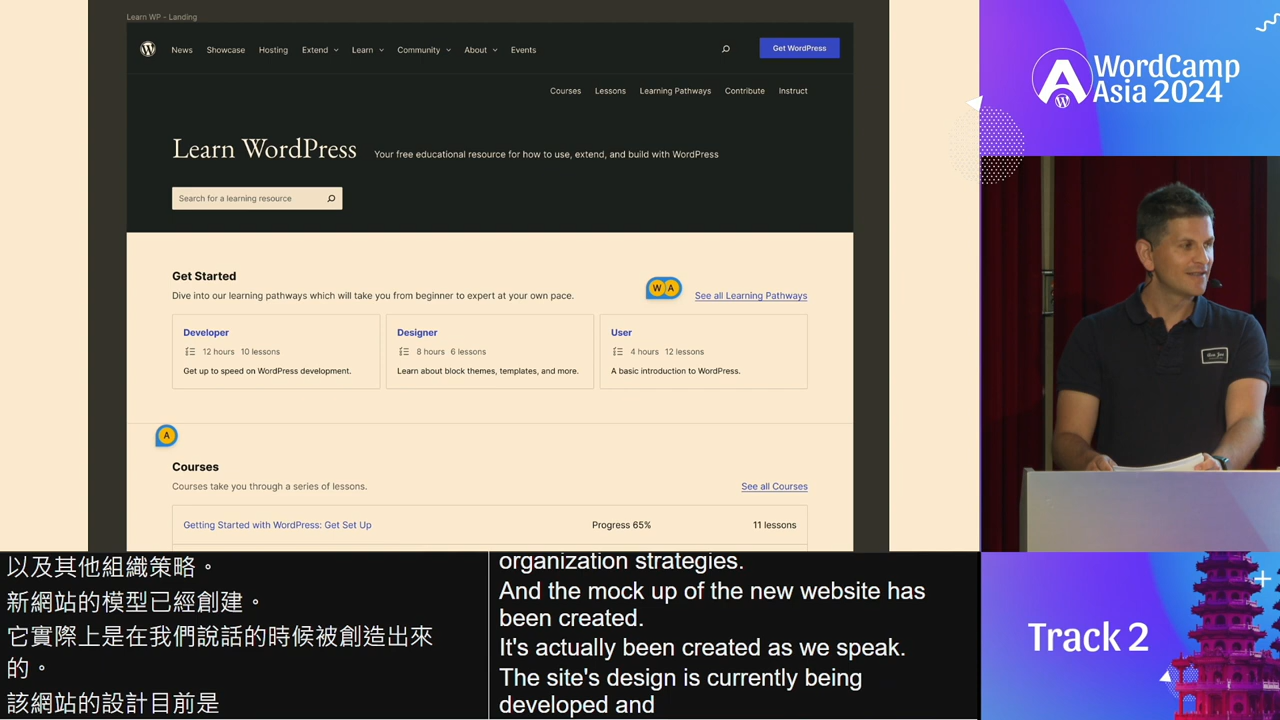 Learn WP - Landing
News Showcase Hosting Extend Learn Community About Events
Get WordPress
Courses Lessons Learning Pathways Contribute Instruct
Learn WordPress
Your free educational resource for how to use, extend, and build with WordPress
Search for a learning resource
Get Started
Dive into our learning pathways which will take you from beginner to expert at your own pace.
W A
See all Learning Pathways
Developer
12 hours 10 lessons
Get up to speed on WordPress development.
Designer
8 hours 6 lessons
Learn about block themes, templates, and more.
User
4 hours 12 lessons
A basic introduction to WordPress.
A
Courses
Courses take you through a series of lessons.
See all Courses
Getting Started with WordPress: Get Set Up
Progress 65%
11 lessons
WordCamp
Asia 2024
以及其他組織策略。
新網站的模型已經創建。
它實際上是在我們說話的時候被創造出來
的。
該網站的設計目前是
organization strategies.
And the mock up of the new website has
been created.
It's actually been created as we speak.
The site's design is currently being
developed and
Track 2